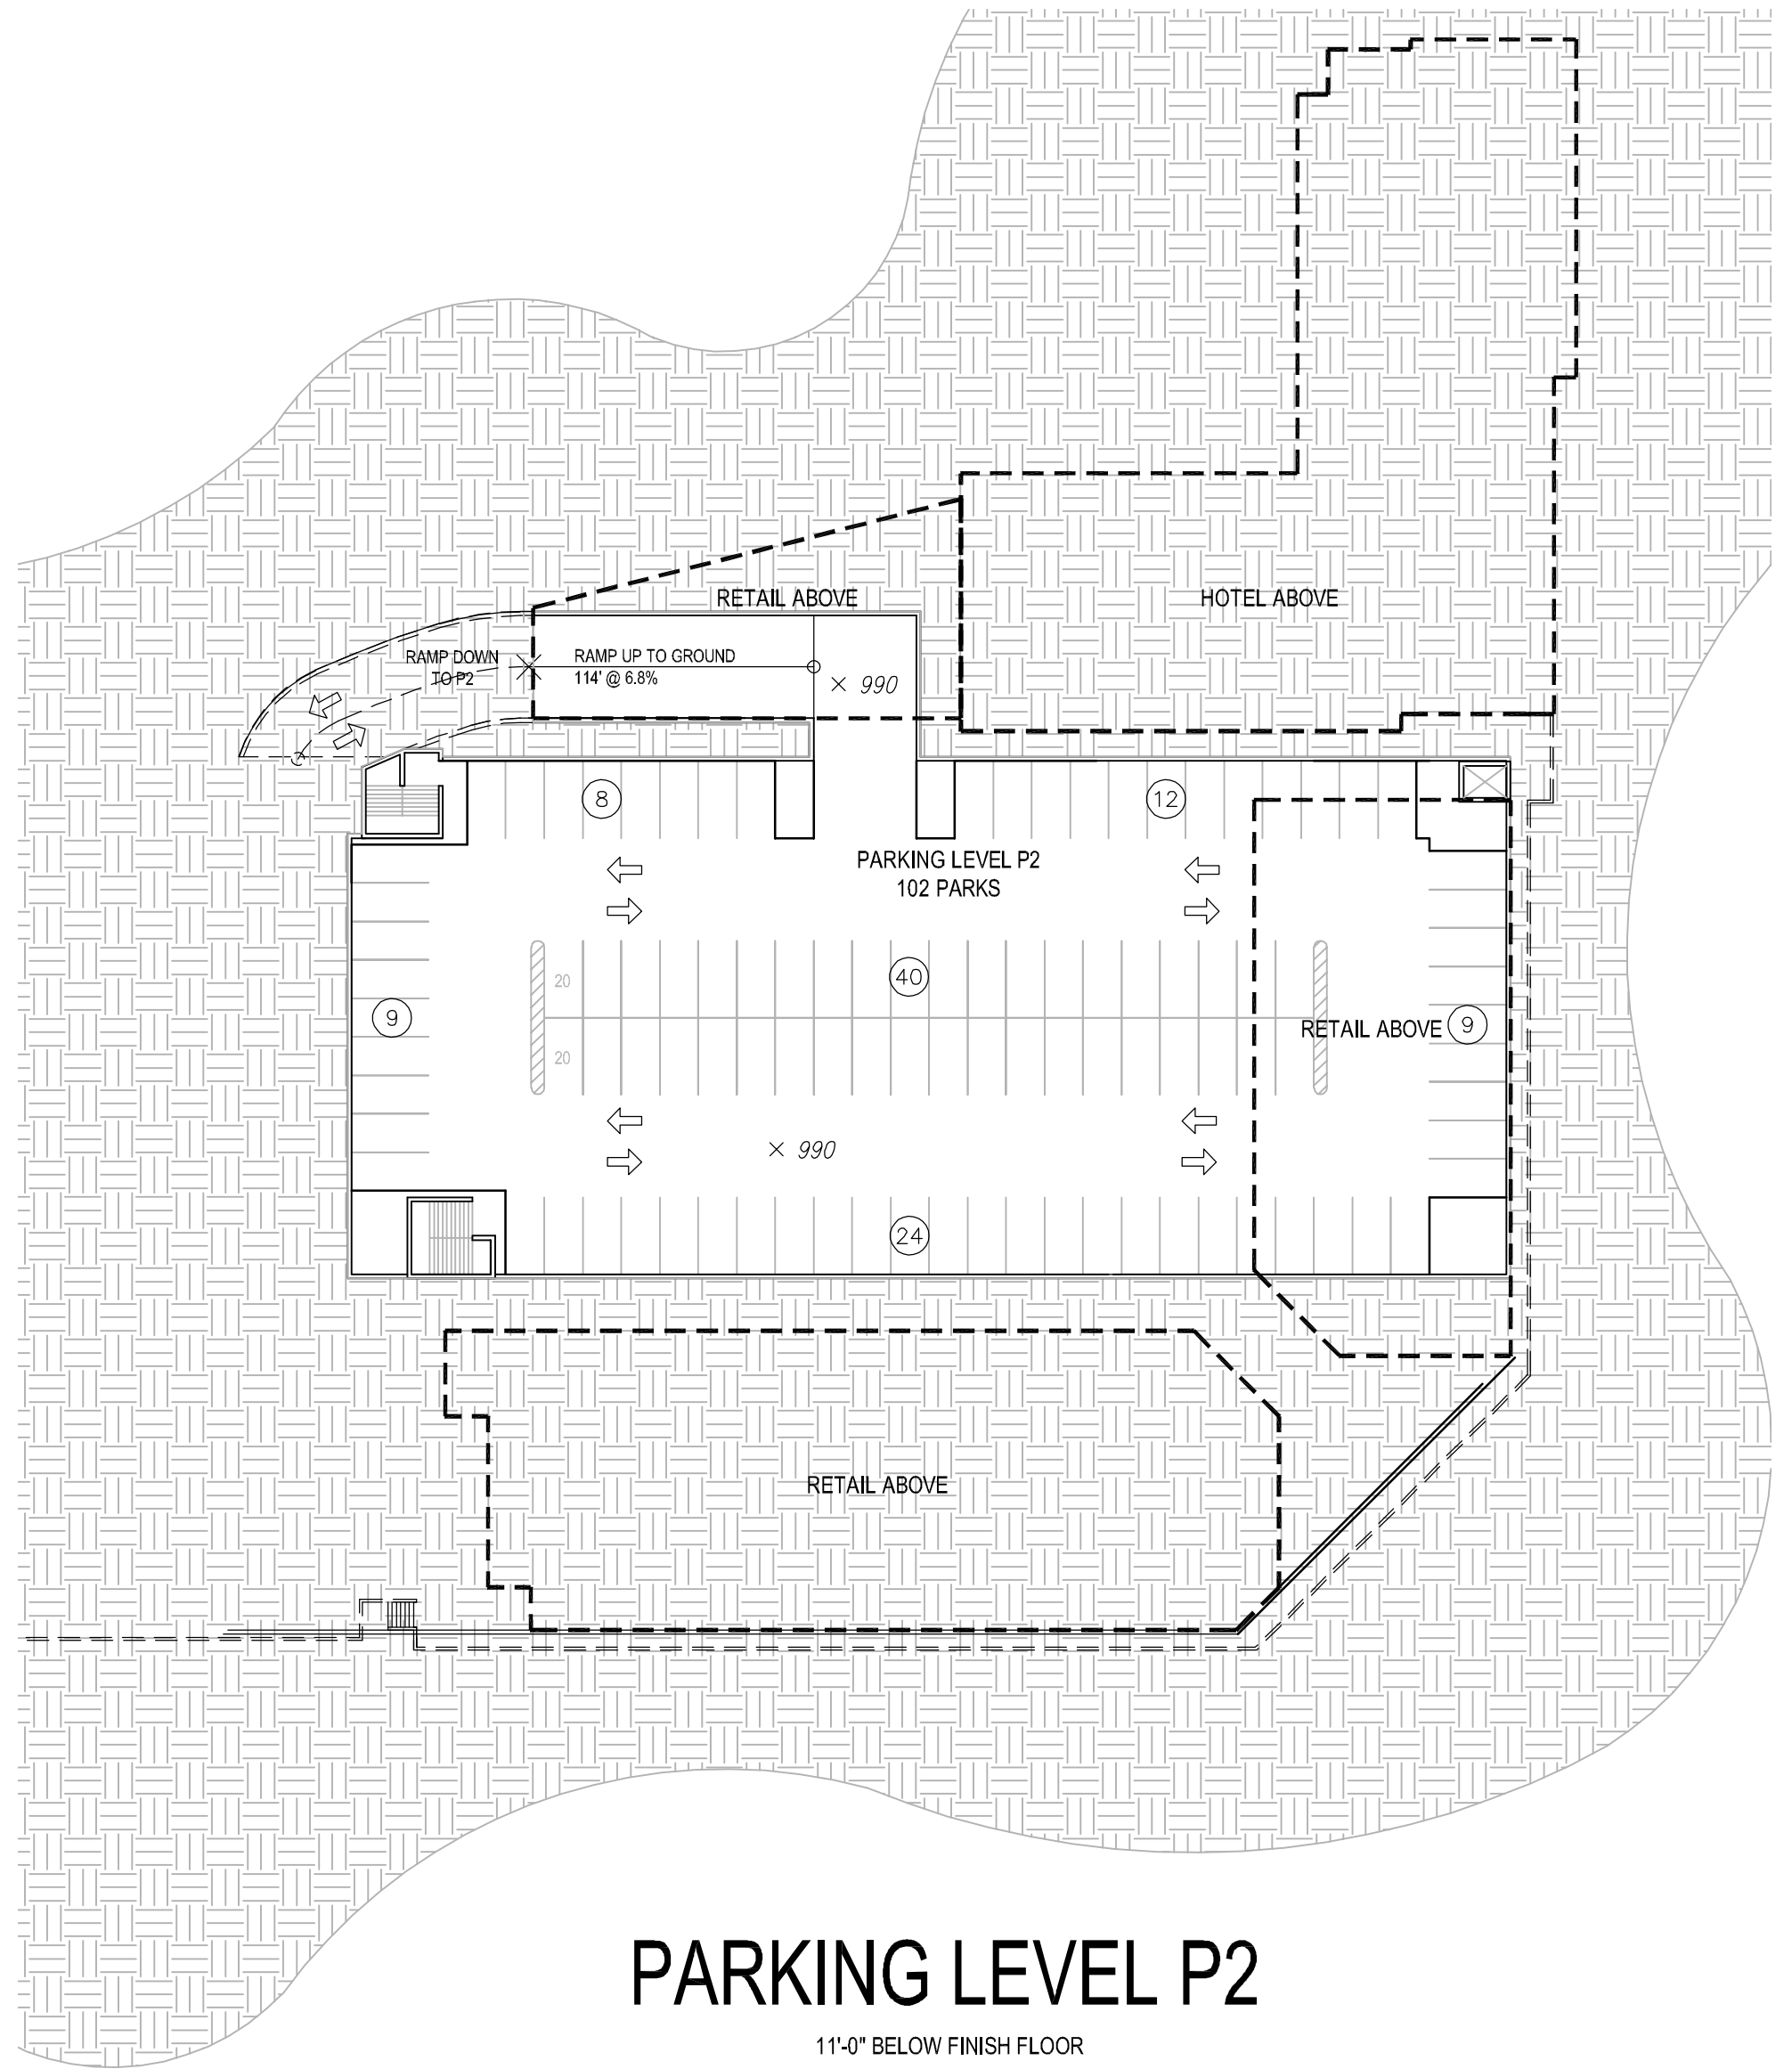 RETAIL ABOVE
HOTEL ABOVE
RAMP DOWN
TO P2
RAMP UP TO GROUND
114' @ 6.8%
990
8
12
PARKING LEVEL P2
102 PARKS
20
40
9
RETAIL ABOVE
9
20
990
24
RETAIL ABOVE
PARKING LEVEL P2
11'-0" BELOW FINISH FLOOR